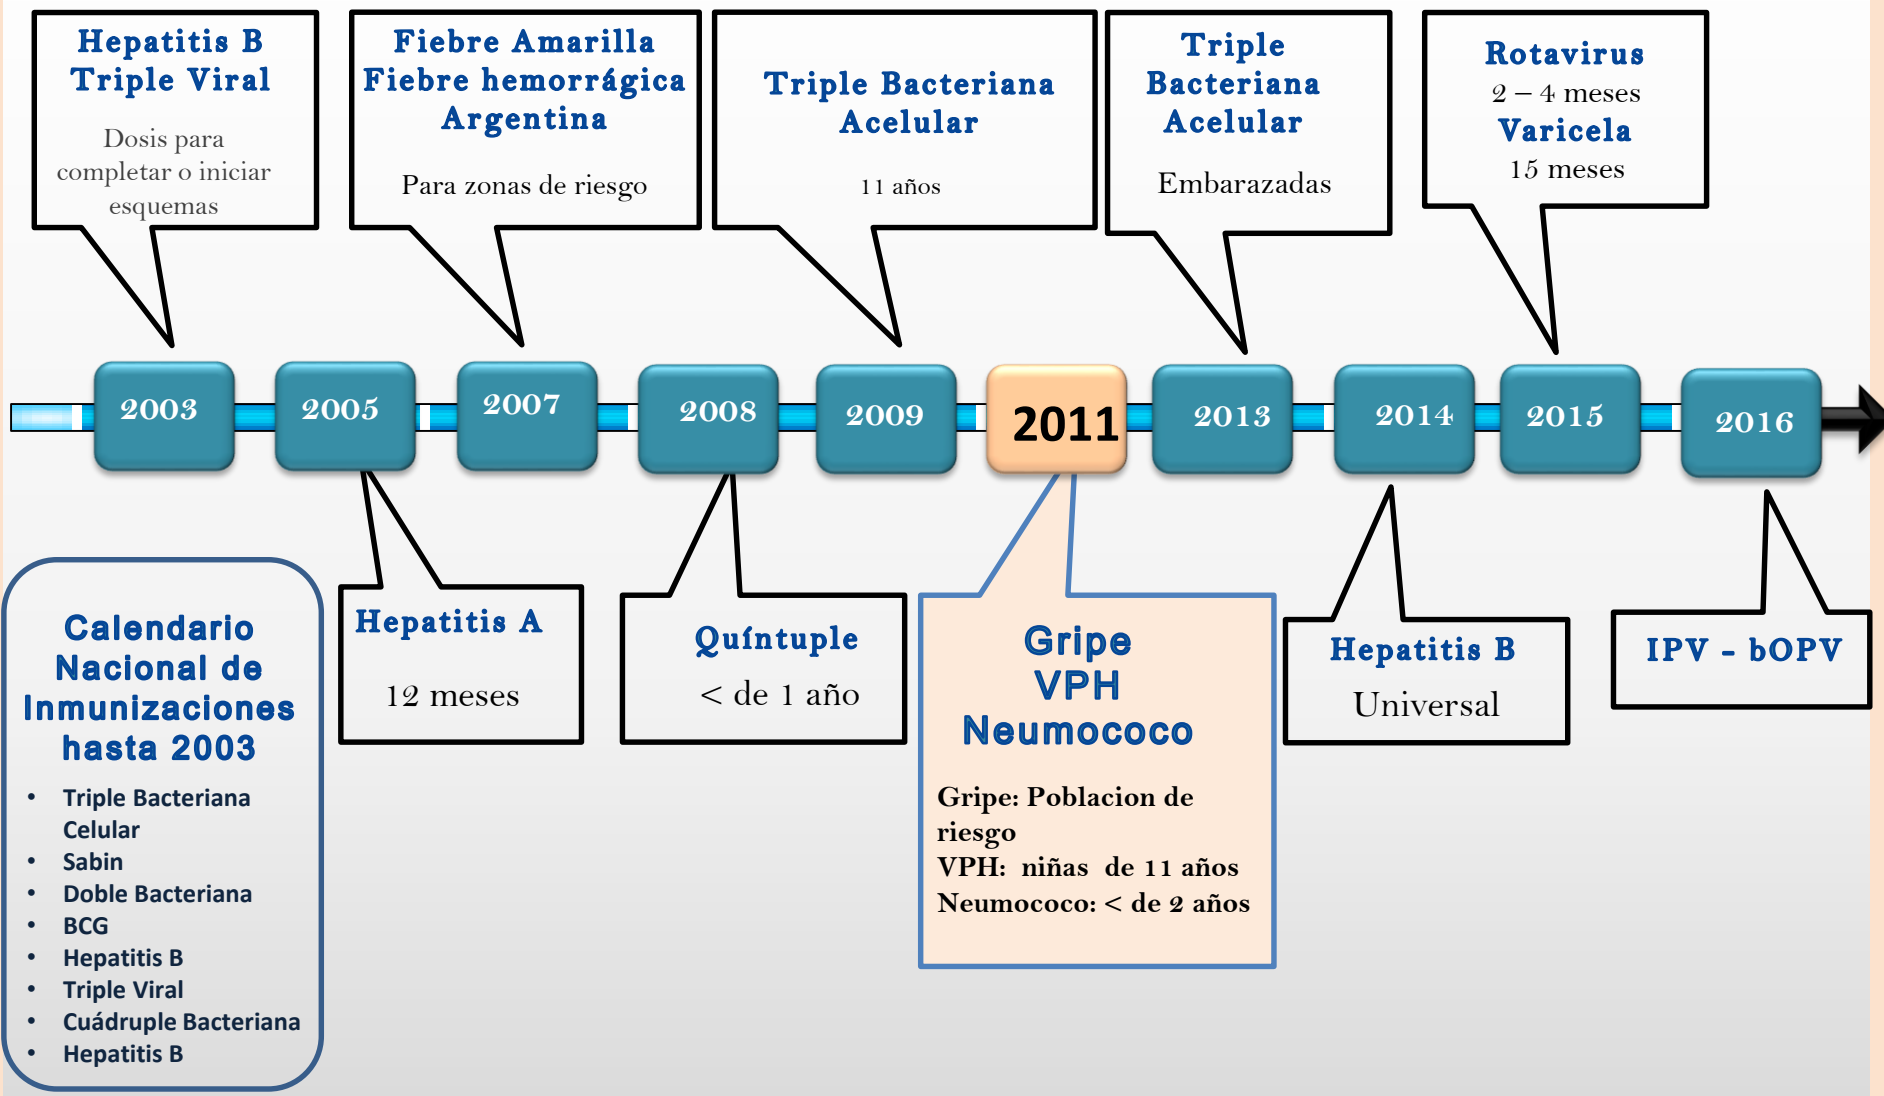 Hepatitis B
Triple Viral
Dosis para
completar o iniciar
esquemas
Fiebre Amarilla
Fiebre hemorrágica
Argentina
Para zonas de riesgo
Triple Bacteriana
Acelular
11 años
Triple
Bacteriana
Acelular
Embarazadas
Rotavirus
2 – 4 meses
Varicela
15 meses
2003
2005
2007
2008
2009
2011
2013
2014
2015
2016
Calendario
Nacional de
Inmunizaciones
hasta 2003
• Triple Bacteriana
Celular
• Sabin
• Doble Bacteriana
• BCG
• Hepatitis B
• Triple Viral
• Cuádruple Bacteriana
• Hepatitis B
Hepatitis A
12 meses
Quíntuple
< de 1 año
Gripe
VPH
Neumococo
Gripe: Poblacion de
riesgo
VPH: niñas de 11 años
Neumococo: < de 2 años
Hepatitis B
Universal
IPV - bOPV